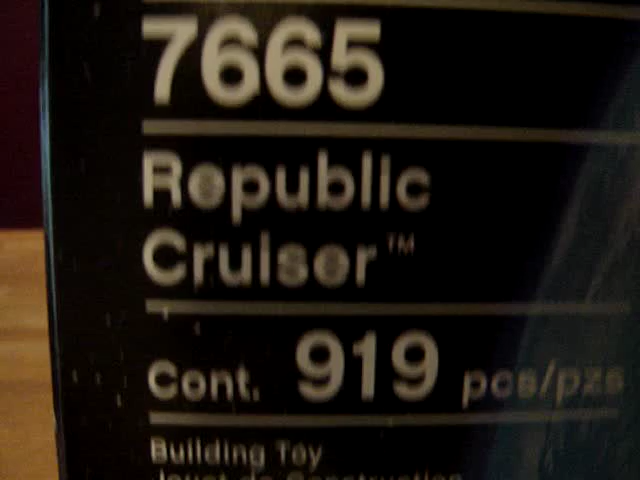 7665
Republic
Cruiser™
Cont. 919 pcs/pzs
Building Toy
Jouet de Construction